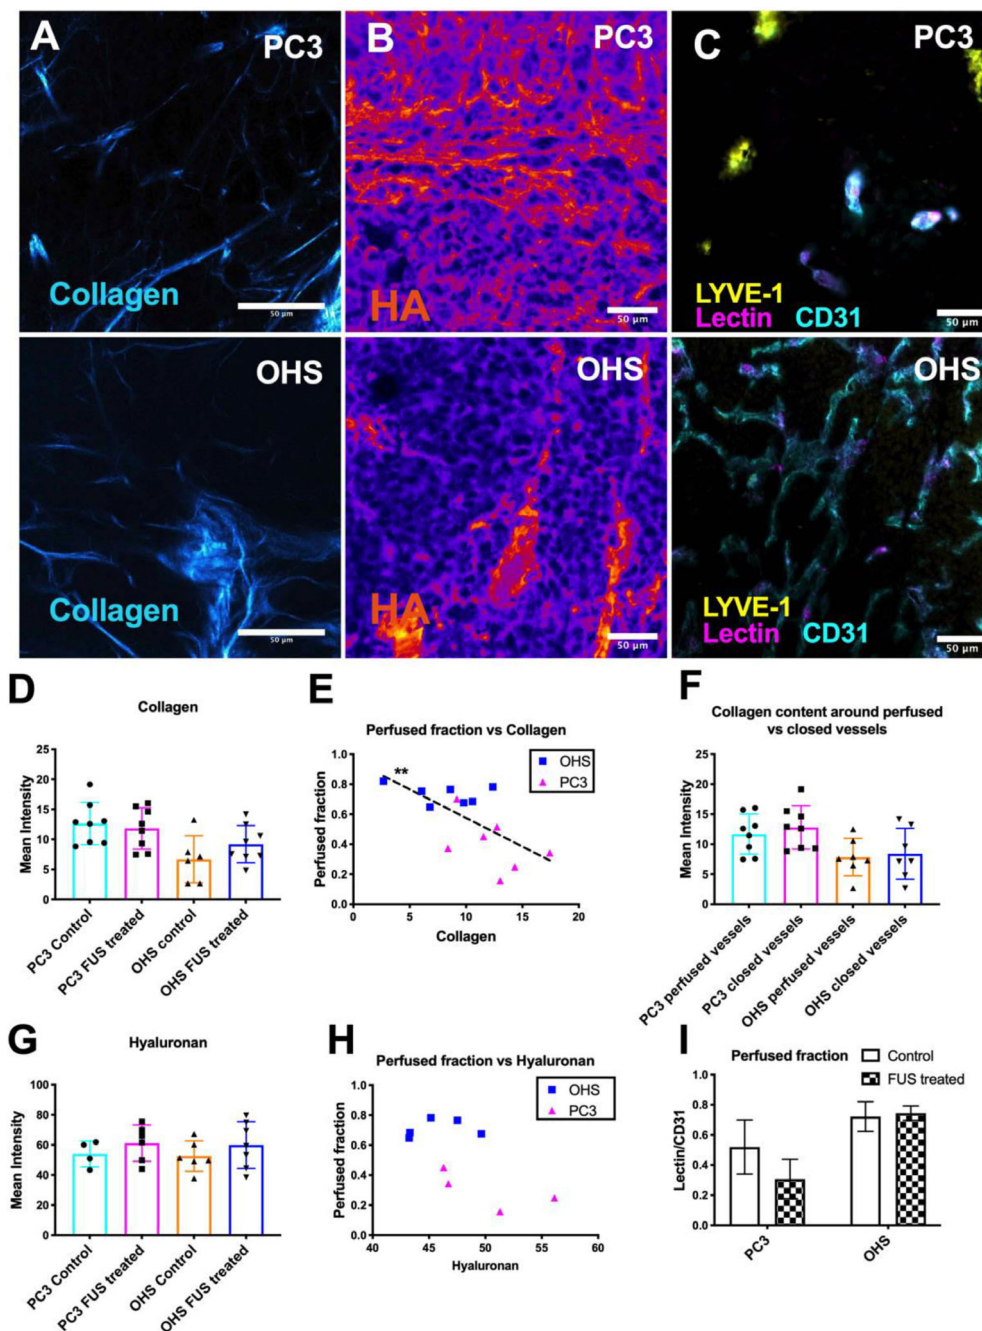 A
PC3
Collagen
50 μm
B
PC3
HA
50 μm
C
PC3
LYVE-1
Lectin CD31
50 μm
OHS
Collagen
50 μm
OHS
HA
50 μm
OHS
LYVE-1
Lectin CD31
50 μm
D
Collagen
Mean Intensity
25
20
15
10
5
0
PC3 Control
PC3 FUS treated
OHS control
OHS FUS treated
E
Perfused fraction vs Collagen
Perfused fraction
1.0
0.8
0.6
0.4
0.2
0.0
**
OHS
PC3
0 5 10 15 20
Collagen
F
Collagen content around perfused
vs closed vessels
Mean Intensity
25
20
15
10
5
0
PC3 perfused vessels
PC3 closed vessels
OHS perfused vessels
OHS closed vessels
G
Hyaluronan
Mean Intensity
100
80
60
40
20
0
PC3 Control
PC3 FUS treated
OHS Control
OHS FUS treated
H
Perfused fraction vs Hyaluronan
Perfused fraction
1.0
0.8
0.6
0.4
0.2
0.0
OHS
PC3
40 45 50 55 60
Hyaluronan
I
Perfused fraction
Control
FUS treated
Lectin/CD31
0.8
0.6
0.4
0.2
0.0
PC3
OHS